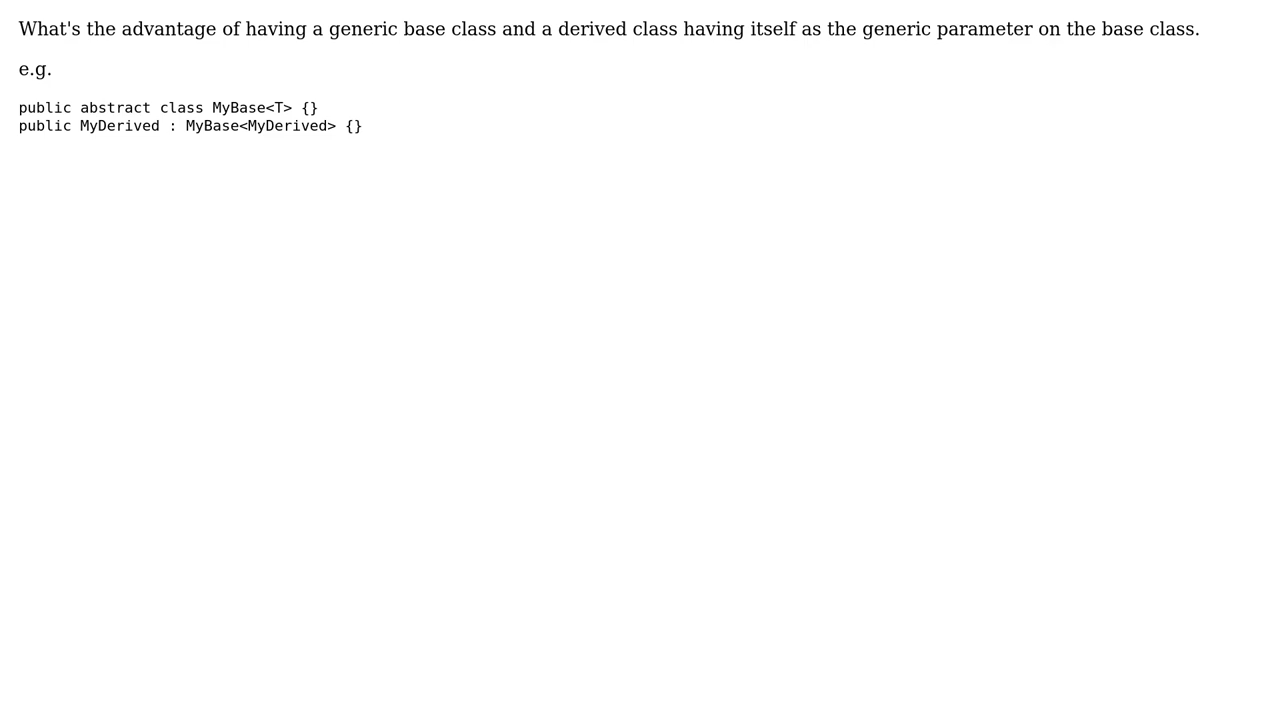 What's the advantage of having a generic base class and a derived class having itself as the generic parameter on the base class.
e.g.
public abstract class MyBase<T> {}
public MyDerived : MyBase<MyDerived> {}